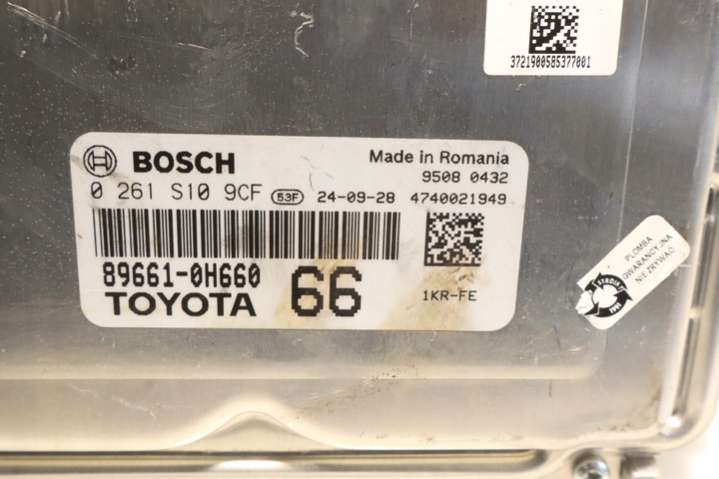 3721900585377001
BOSCH
Made in Romania
9508 0432
0 261 S10 9CF 53F 24-09-28 4740021949
89661-0H660
66
TOYOTA
1KR-FE
PLOMBA
GWARANCYJNA
NIE ZRYWAĆ